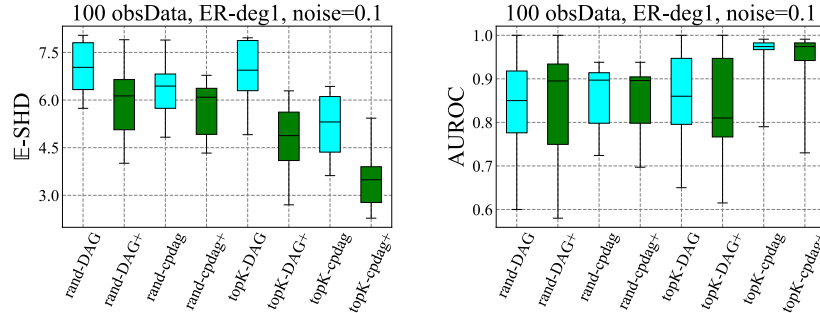 100 obsData, ER-deg1, noise=0.1
𝔼-SHD
7.5
6.0
4.5
3.0
rand-DAG
rand-DAG+
rand-cpdag
rand-cpdag+
topK-DAG
topK-DAG+
topK-cpdag
topK-cpdag+
100 obsData, ER-deg1, noise=0.1
AUROC
1.0
0.9
0.8
0.7
0.6
rand-DAG
rand-DAG+
rand-cpdag
rand-cpdag+
topK-DAG
topK-DAG+
topK-cpdag
topK-cpdag+